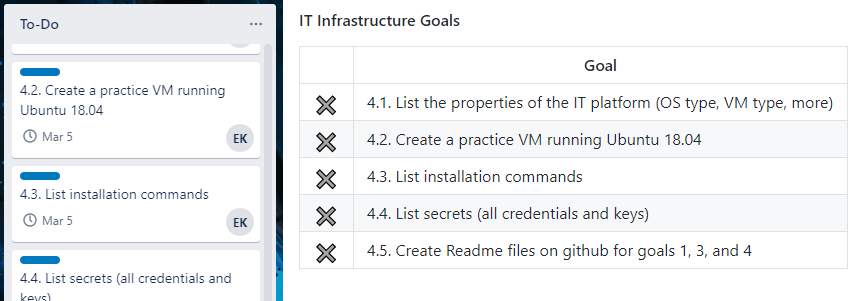 To-Do
4.2. Create a practice VM running
Ubuntu 18.04
Mar 5
EK
4.3. List installation commands
Mar 5
EK
4.4. List secrets (all credentials and
keys)
IT Infrastructure Goals
Goal
4.1. List the properties of the IT platform (OS type, VM type, more)
4.2. Create a practice VM running Ubuntu 18.04
4.3. List installation commands
4.4. List secrets (all credentials and keys)
4.5. Create Readme files on github for goals 1, 3, and 4